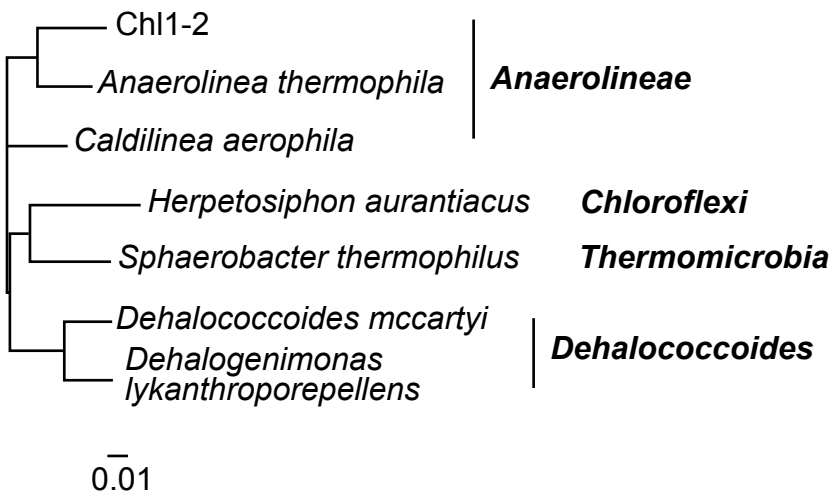 Chl1-2
Anaerolinea thermophila
Anaerolineae
Caldilinea aerophila
Herpetosiphon aurantiacus Chloroflexi
Sphaerobacter thermophilus Thermomicrobia
Dehalococcoides mccartyi
Dehalococcoides
Dehalogenimonas
lykanthroporepellens
0.01